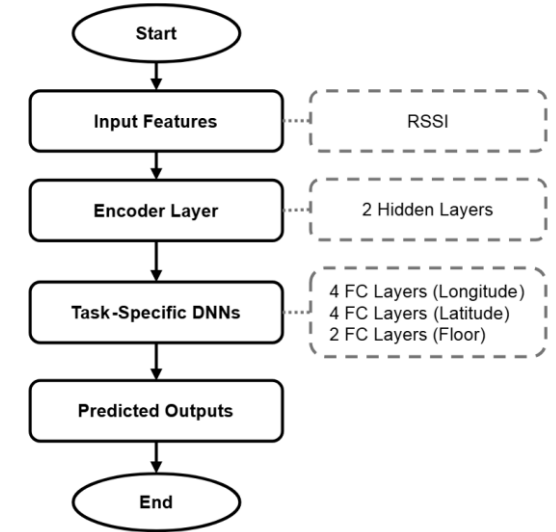 Start
Input Features
RSSI
Encoder Layer
2 Hidden Layers
Task-Specific DNNs
4 FC Layers (Longitude)
4 FC Layers (Latitude)
2 FC Layers (Floor)
Predicted Outputs
End